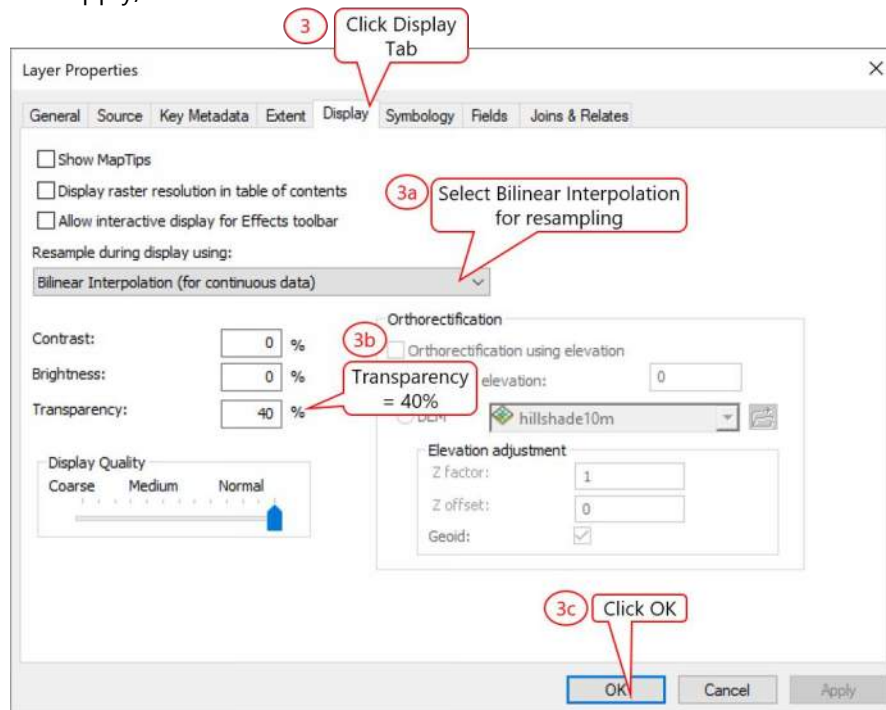 3 Click Display
Tab
Layer Properties
General Source Key Metadata Extent Display Symbology Fields Joins & Relates
Show MapTips
Display raster resolution in table of contents
Allow interactive display for Effects toolbar
3a Select Bilinear Interpolation
for resampling
Resample during display using:
Bilinear Interpolation (for continuous data)
Contrast: 0 %
Brightness: 0 %
Transparency: 40 %
3b Transparency
= 40%
Orthorectification
Orthorectification using elevation
elevation: 0
hillshade10m
Elevation adjustment
Z factor: 1
Z offset: 0
Geoid:
Display Quality
Coarse Medium Normal
3c Click OK
OK Cancel Apply